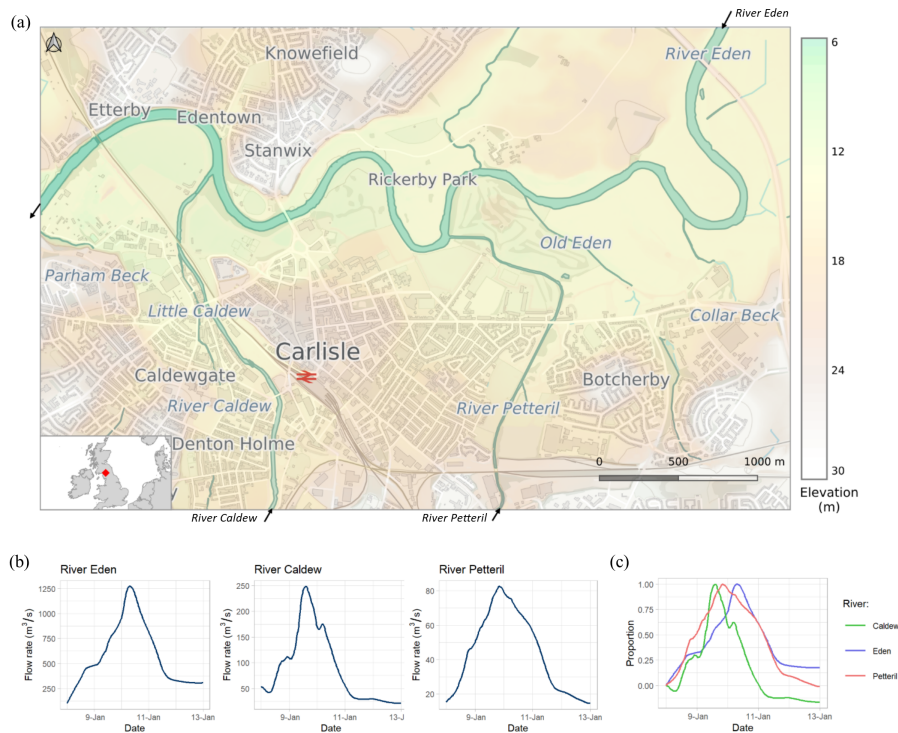 (a)
River Eden
Knowefield
River Eden
6
Etterby
Edentown
Stanwix
12
Rickerby Park
Old Eden
Parham Beck
18
Little Caldew
Collar Beck
Carlisle
Caldewgate
Botcherby
24
River Caldew
River Petteril
Denton Holme
0 500 1000 m
30
Elevation
(m)
River Caldew
River Petteril
(b)
(c)
River Eden
River Caldew
River Petteril
Flow rate (m³/s)
1250
1000
750
500
250
9-Jan 11-Jan 13-Jan
Date
Flow rate (m³/s)
250
200
150
100
50
9-Jan 11-Jan 13-J
Date
Flow rate (m³/s)
80
60
40
20
9-Jan 11-Jan 13-Jan
Date
Proportion
1.00
0.75
0.50
0.25
0.00
9-Jan 11-Jan 13-Jan
Date
River:
Caldew
Eden
Petteril